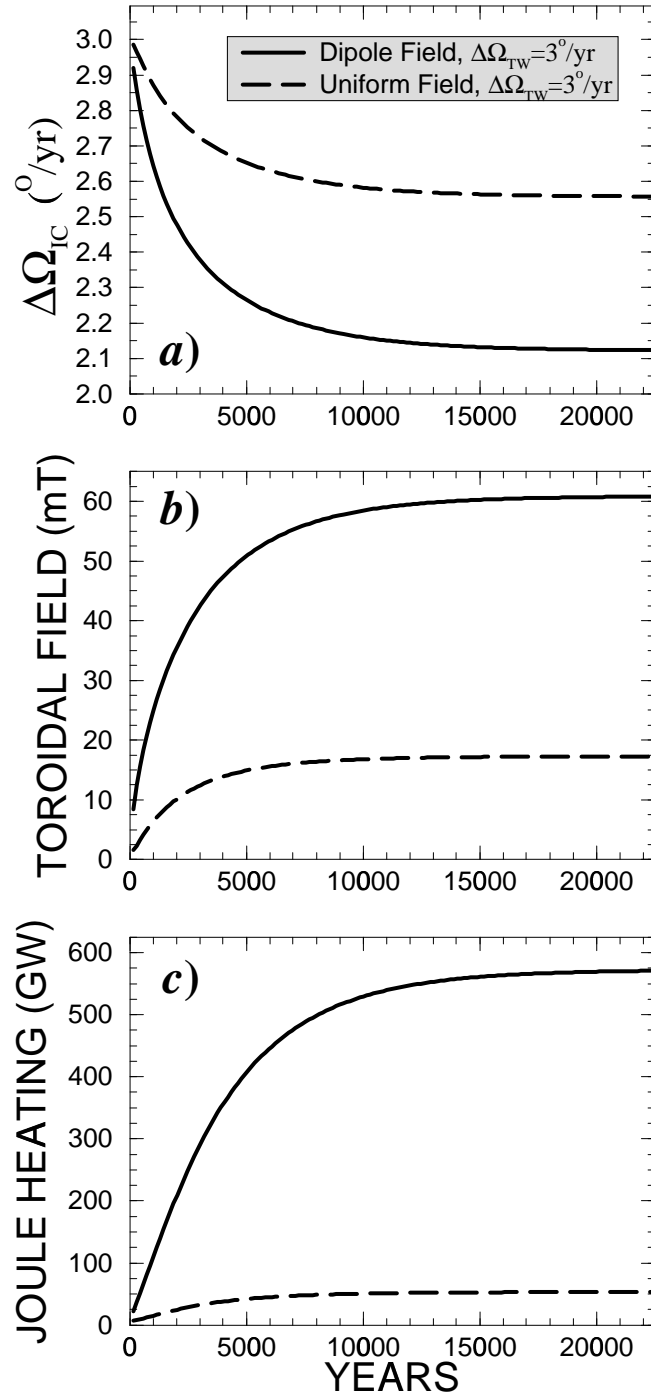 Dipole Field, ΔΩTW=3°/yr
Uniform Field, ΔΩTW=3°/yr
ΔΩIC (°/yr)
3.0
2.9
2.8
2.7
2.6
2.5
2.4
2.3
2.2
2.1
2.0
a)
0 5000 10000 15000 20000
TOROIDAL FIELD (mT)
60
50
40
30
20
10
0
b)
0 5000 10000 15000 20000
JOULE HEATING (GW)
600
500
400
300
200
100
0
c)
0 5000 10000 15000 20000
YEARS